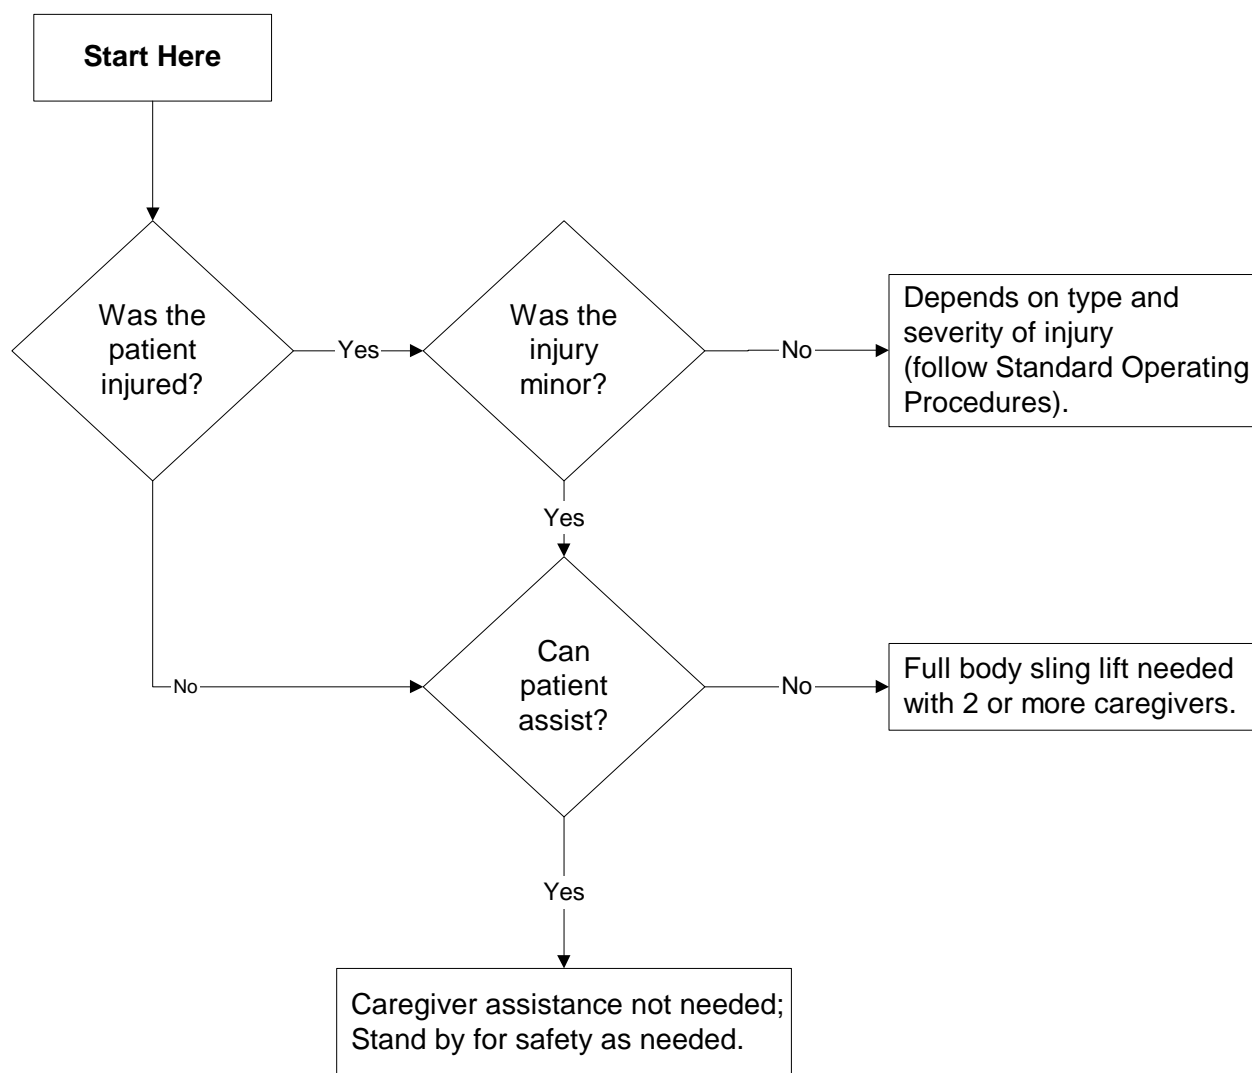 Start Here
Was the
patient
injured?
Yes
Was the
injury
minor?
No
Depends on type and
severity of injury
(follow Standard Operating
Procedures).
Yes
No
Can
patient
assist?
No
Full body sling lift needed
with 2 or more caregivers.
Yes
Caregiver assistance not needed;
Stand by for safety as needed.